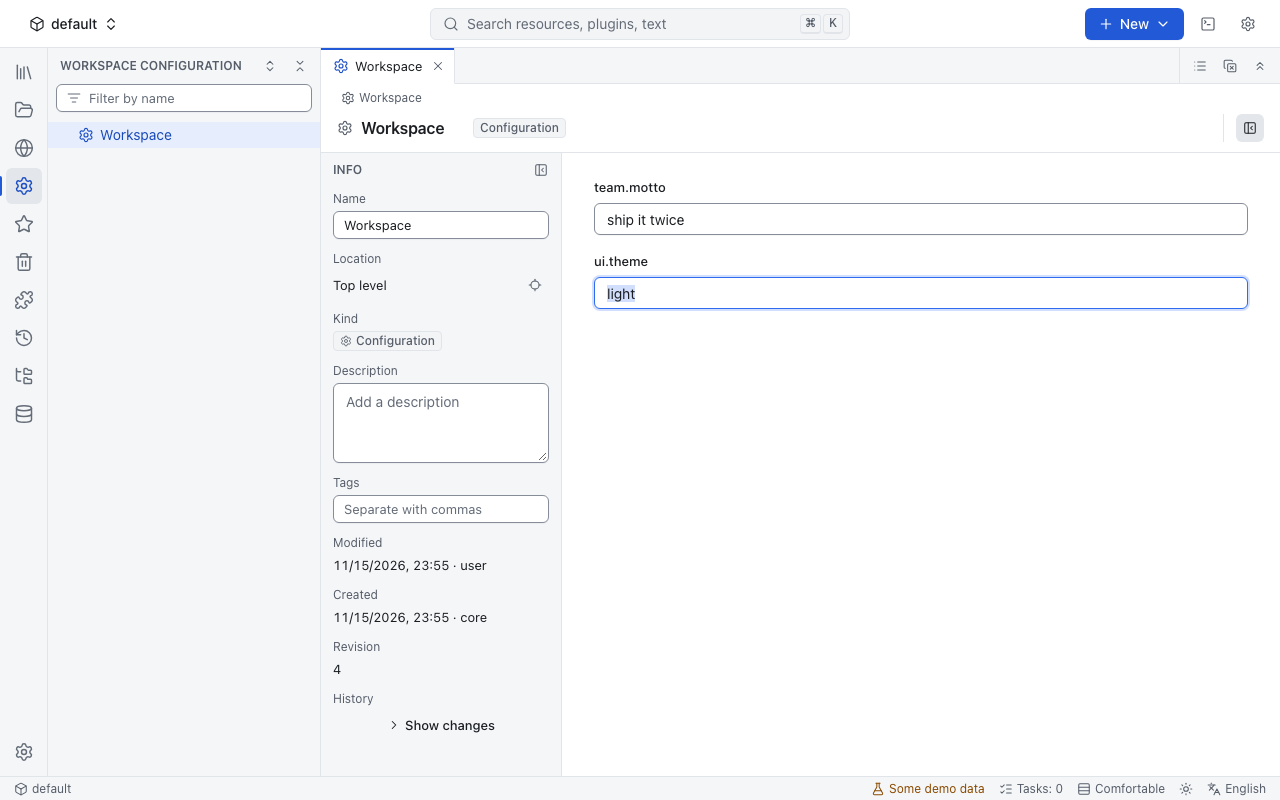 default
Search resources, plugins, text
⌘ K
New
WORKSPACE CONFIGURATION
Filter by name
Workspace
Workspace
Workspace
Workspace
Configuration
INFO
Name
Workspace
Location
Top level
Kind
Configuration
Description
Add a description
Tags
Separate with commas
Modified
11/15/2026, 23:55 · user
Created
11/15/2026, 23:55 · core
Revision
4
History
Show changes
team.motto
ship it twice
ui.theme
light
default
Some demo data
Tasks: 0
Comfortable
English